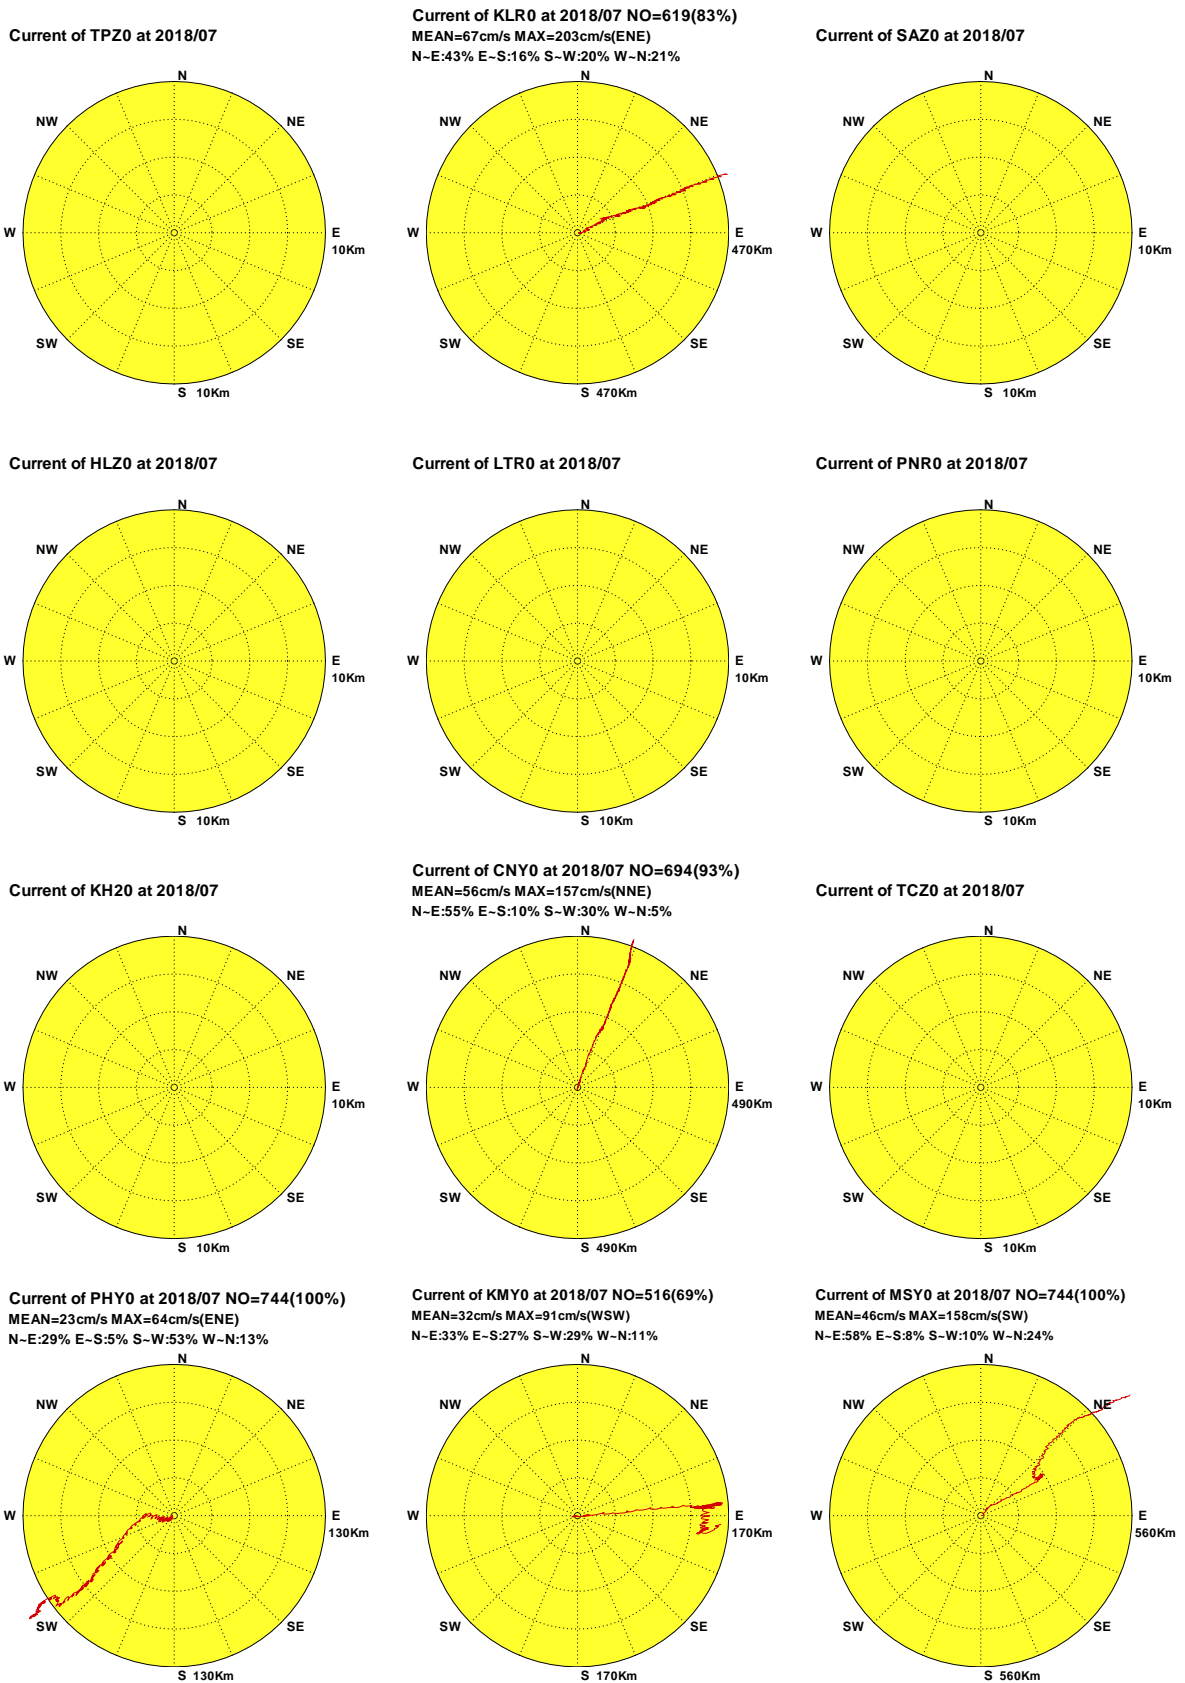 Current of TPZ0 at 2018/07
N
NW
NE
W
E
10Km
SW
SE
S 10Km
Current of KLR0 at 2018/07 NO=619(83%)
MEAN=67cm/s MAX=203cm/s(ENE)
N~E:43% E~S:16% S~W:20% W~N:21%
N
NW
NE
W
E
470Km
SW
SE
S 470Km
Current of SAZ0 at 2018/07
N
NW
NE
W
E
10Km
SW
SE
S 10Km
Current of HLZ0 at 2018/07
N
NW
NE
W
E
10Km
SW
SE
S 10Km
Current of LTR0 at 2018/07
N
NW
NE
W
E
10Km
SW
SE
S 10Km
Current of PNR0 at 2018/07
N
NW
NE
W
E
10Km
SW
SE
S 10Km
Current of KH20 at 2018/07
N
NW
NE
W
E
10Km
SW
SE
S 10Km
Current of CNY0 at 2018/07 NO=694(93%)
MEAN=56cm/s MAX=157cm/s(NNE)
N~E:55% E~S:10% S~W:30% W~N:5%
N
NW
NE
W
E
490Km
SW
SE
S 490Km
Current of TCZ0 at 2018/07
N
NW
NE
W
E
10Km
SW
SE
S 10Km
Current of PHY0 at 2018/07 NO=744(100%)
MEAN=23cm/s MAX=64cm/s(ENE)
N~E:29% E~S:5% S~W:53% W~N:13%
N
NW
NE
W
E
130Km
SW
SE
S 130Km
Current of KMY0 at 2018/07 NO=516(69%)
MEAN=32cm/s MAX=91cm/s(WSW)
N~E:33% E~S:27% S~W:29% W~N:11%
N
NW
NE
W
E
170Km
SW
SE
S 170Km
Current of MSY0 at 2018/07 NO=744(100%)
MEAN=46cm/s MAX=158cm/s(SW)
N~E:58% E~S:8% S~W:10% W~N:24%
N
NW
NE
W
E
560Km
SW
SE
S 560Km